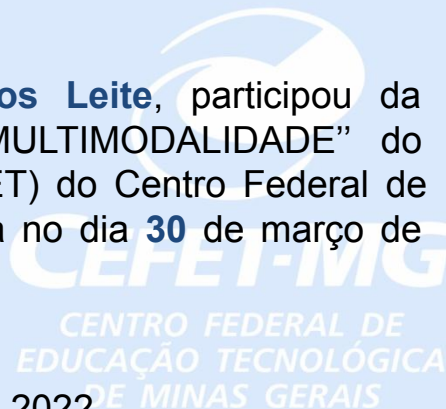 os Leite, participou da
MULTIMODALIDADE” do
ET) do Centro Federal de
a no dia 30 de março de
CEFET-MG
CENTRO FEDERAL DE
EDUCAÇÃO TECNOLÓGICA
2022
DE MINAS GERAIS